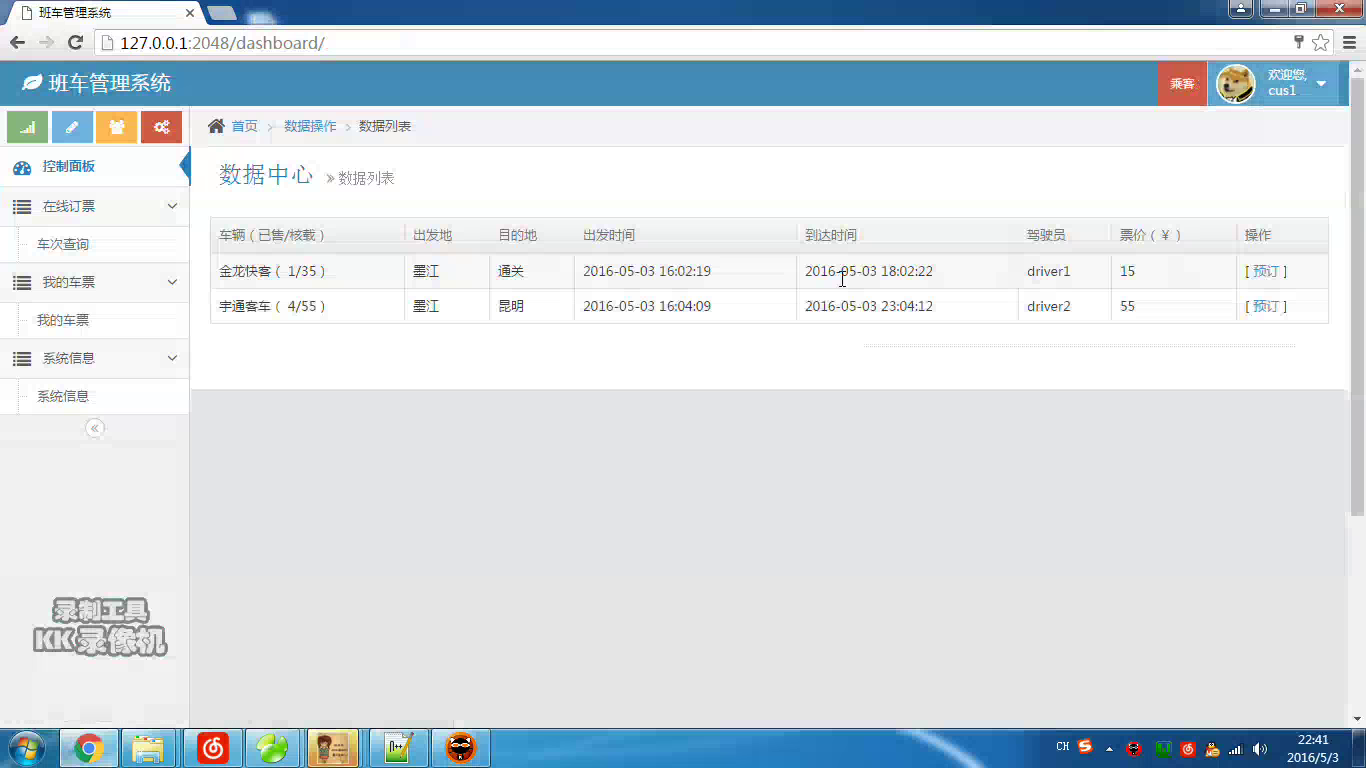 班车管理系统
127.0.0.1:2048/dashboard/
班车管理系统
乘客
欢迎您,
cus1
首页 > 数据操作 > 数据列表
控制面板
在线订票
车次查询
我的车票
我的车票
系统信息
系统信息
数据中心 » 数据列表
车辆（已售/核载） 出发地 目的地 出发时间 到达时间 驾驶员 票价（¥） 操作
金龙快客（ 1/35） 墨江 通关 2016-05-03 16:02:19 2016-05-03 18:02:22 driver1 15 [ 预订 ]
宇通客车（ 4/55） 墨江 昆明 2016-05-03 16:04:09 2016-05-03 23:04:12 driver2 55 [ 预订 ]
录制工具
KK录像机
CH
22:41
2016/5/3